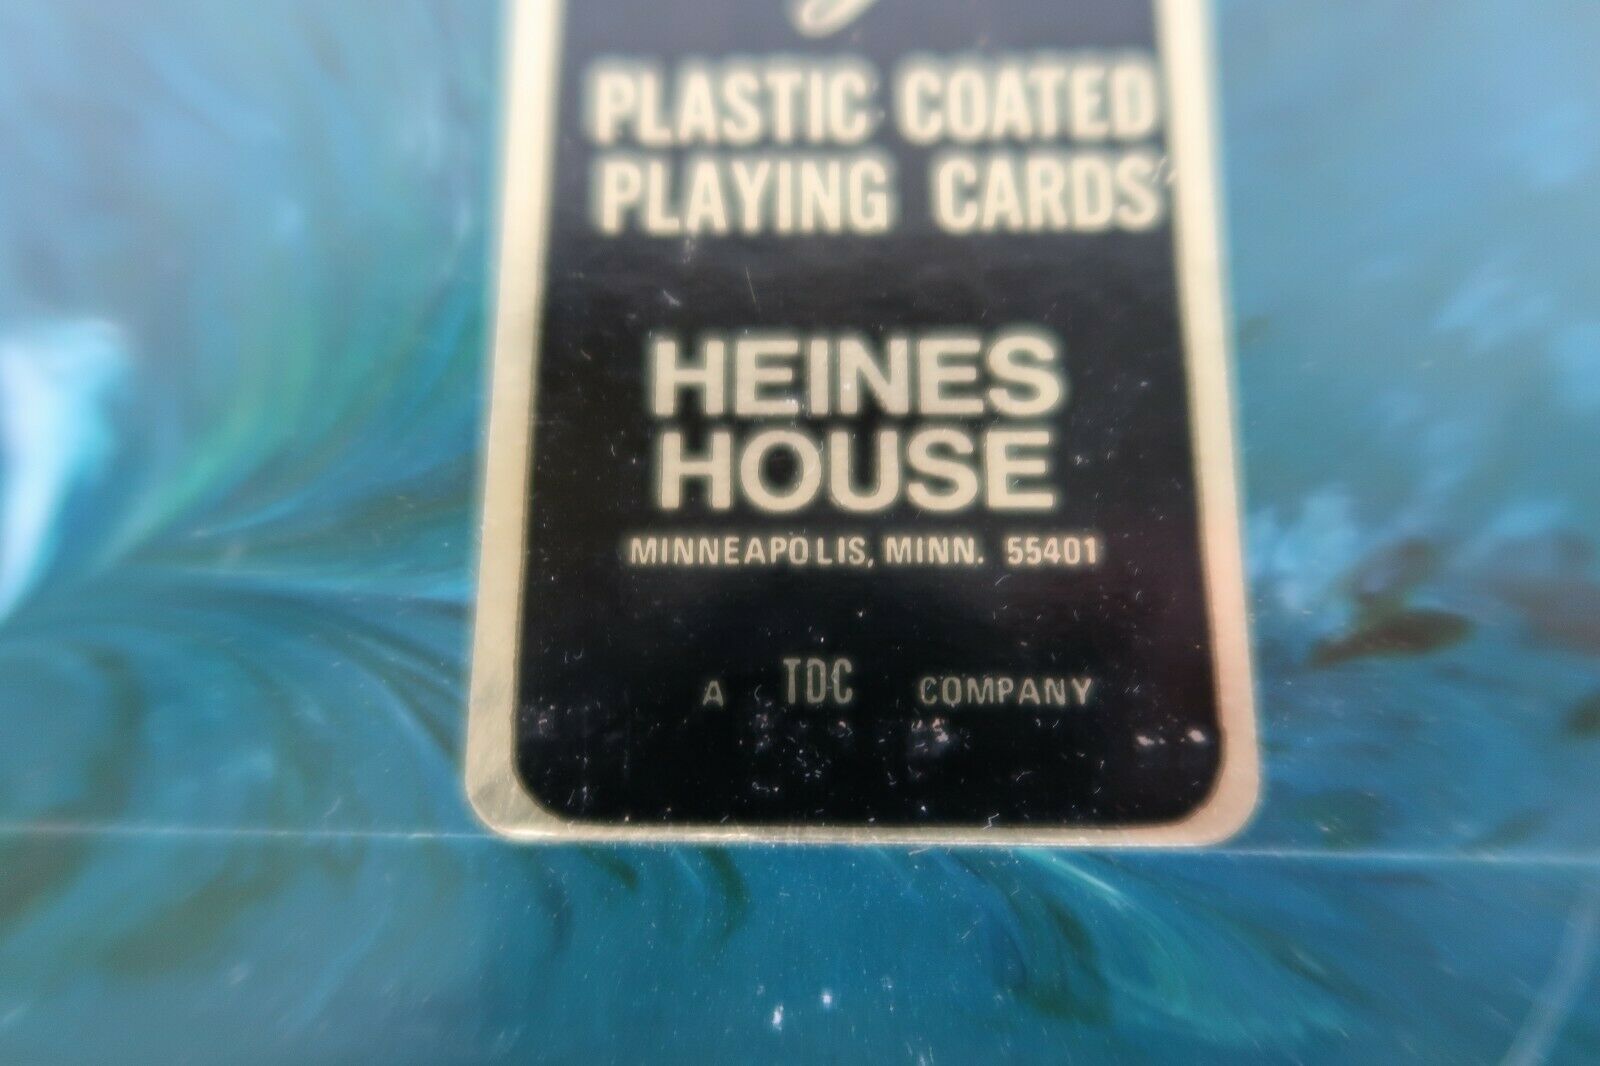 PLASTIC COATED
PLAYING CARDS
HEINES
HOUSE
MINNEAPOLIS, MINN. 55401
A TDC COMPANY